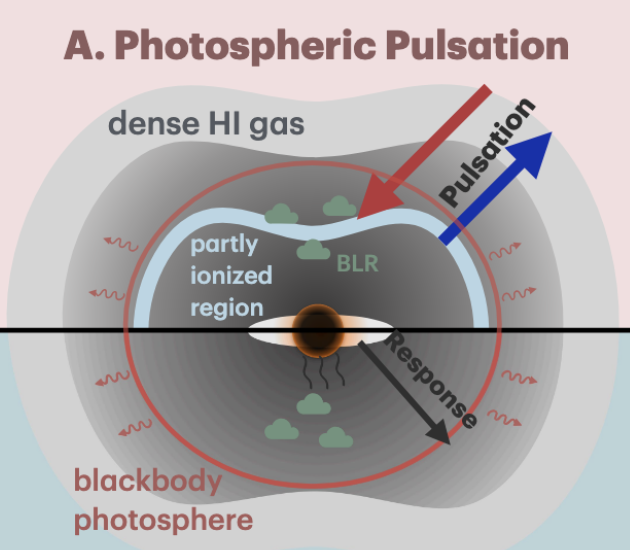 A. Photospheric Pulsation
dense HI gas
Pulsation
partly
ionized
region
BLR
Response
blackbody
photosphere